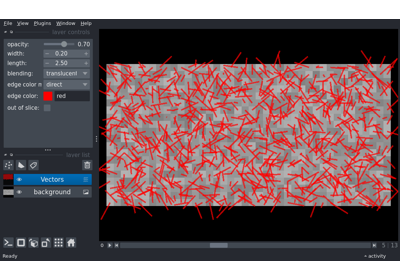 File View Plugins Window Help
layer controls
opacity: 0.70
width: 0.20
length: 2.50
blending: translucent
edge color m direct
edge color: red
out of slice:
layer list
Vectors
background
0 5 13
Ready activity